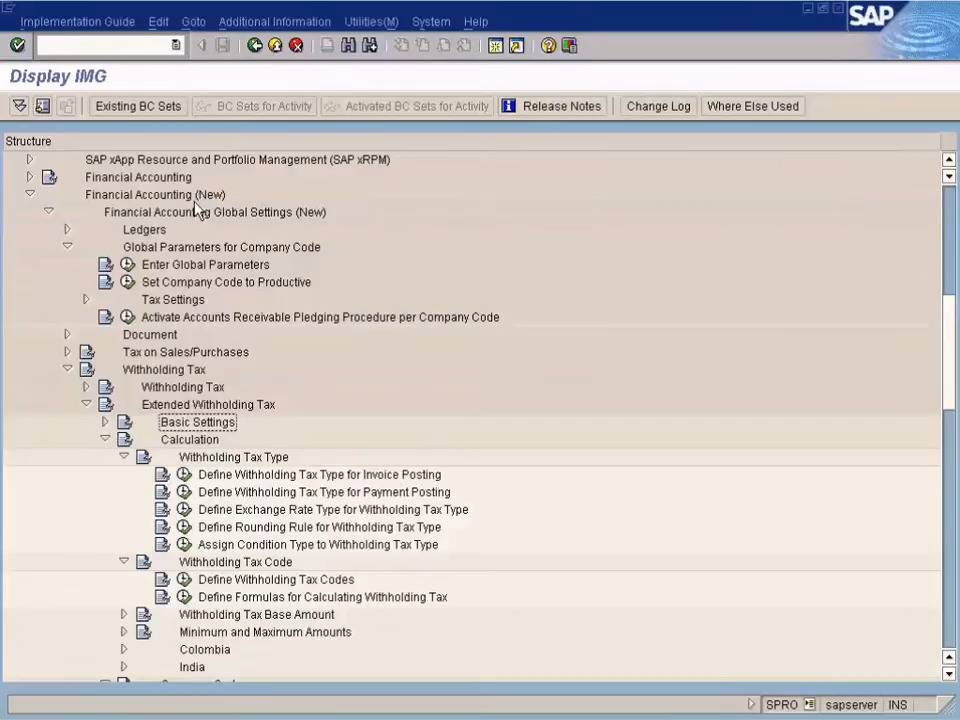 Implementation Guide Edit Goto Additional Information Utilities(M) System Help
SAP
Display IMG
Existing BC Sets BC Sets for Activity Activated BC Sets for Activity Release Notes Change Log Where Else Used
Structure
SAP xApp Resource and Portfolio Management (SAP xRPM)
Financial Accounting
Financial Accounting (New)
Financial Accounting Global Settings (New)
Ledgers
Global Parameters for Company Code
Enter Global Parameters
Set Company Code to Productive
Tax Settings
Activate Accounts Receivable Pledging Procedure per Company Code
Document
Tax on Sales/Purchases
Withholding Tax
Withholding Tax
Extended Withholding Tax
Basic Settings
Calculation
Withholding Tax Type
Define Withholding Tax Type for Invoice Posting
Define Withholding Tax Type for Payment Posting
Define Exchange Rate Type for Withholding Tax Type
Define Rounding Rule for Withholding Tax Type
Assign Condition Type to Withholding Tax Type
Withholding Tax Code
Define Withholding Tax Codes
Define Formulas for Calculating Withholding Tax
Withholding Tax Base Amount
Minimum and Maximum Amounts
Colombia
India
SPRO sapserver INS